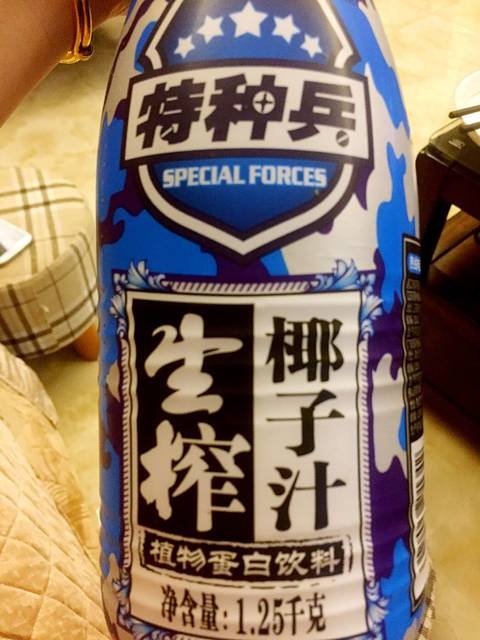 特种兵
SPECIAL FORCES
生榨
椰子汁
植物蛋白饮料
净含量:1.25千克